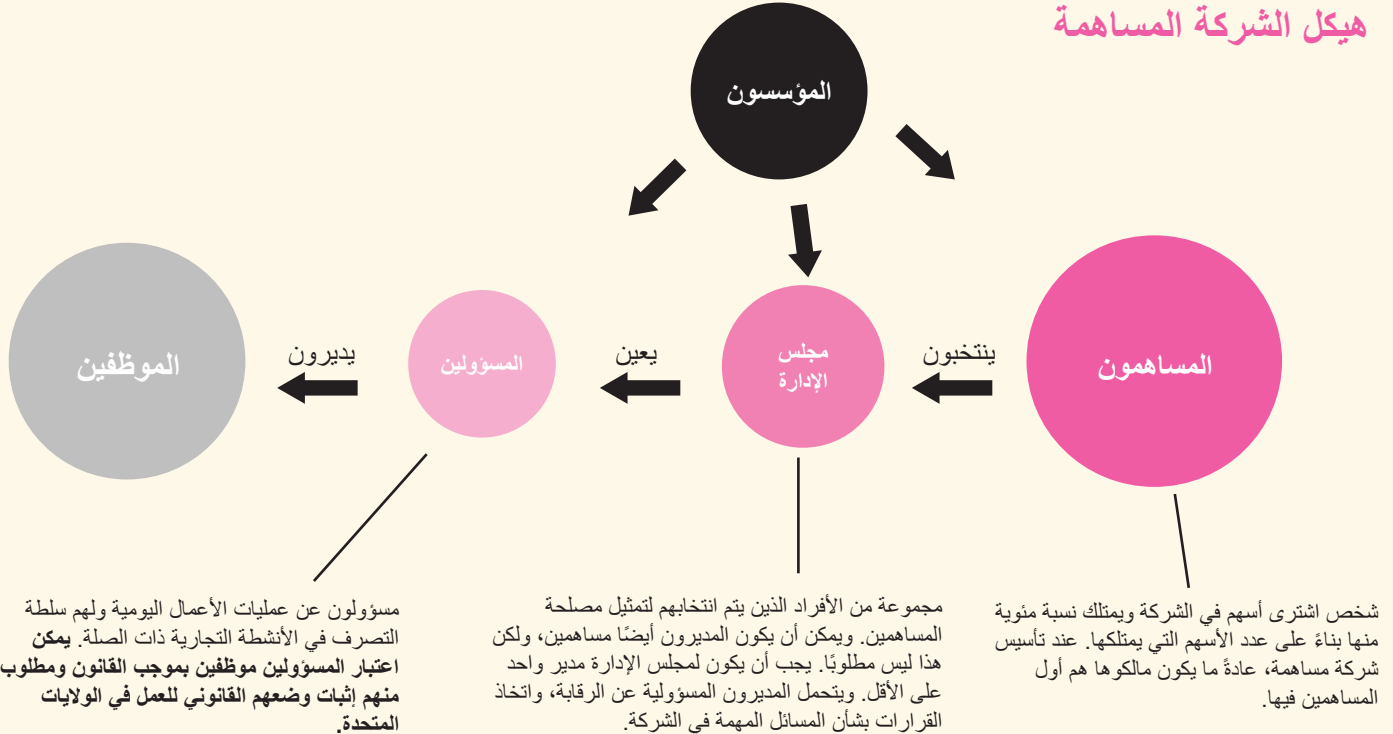 هيكل الشركة المساهمة
المؤسسون
المساهمون
ينتخبون
مجلس
الإدارة
يعين
المسؤولين
يديرون
الموظفين
شخص اشترى أسهم في الشركة ويمتلك نسبة مئوية
منها بناءً على عدد الأسهم التي يمتلكها. عند تأسيس
شركة مساهمة، عادةً ما يكون مالكوها هم أول
المساهمين فيها.
مجموعة من الأفراد الذين يتم انتخابهم لتمثيل مصلحة
المساهمين. ويمكن أن يكون المديرون أيضًا مساهمين، ولكن
هذا ليس مطلوبًا. يجب أن يكون لمجلس الإدارة مدير واحد
على الأقل. ويتحمل المديرون المسؤولية عن الرقابة، واتخاذ
القرارات بشأن المسائل المهمة في الشركة.
مسؤولون عن عمليات الأعمال اليومية ولهم سلطة
التصرف في الأنشطة التجارية ذات الصلة. يمكن
اعتبار المسؤولين موظفين بموجب القانون ومطلوب
منهم إثبات وضعهم القانوني للعمل في الولايات
المتحدة.